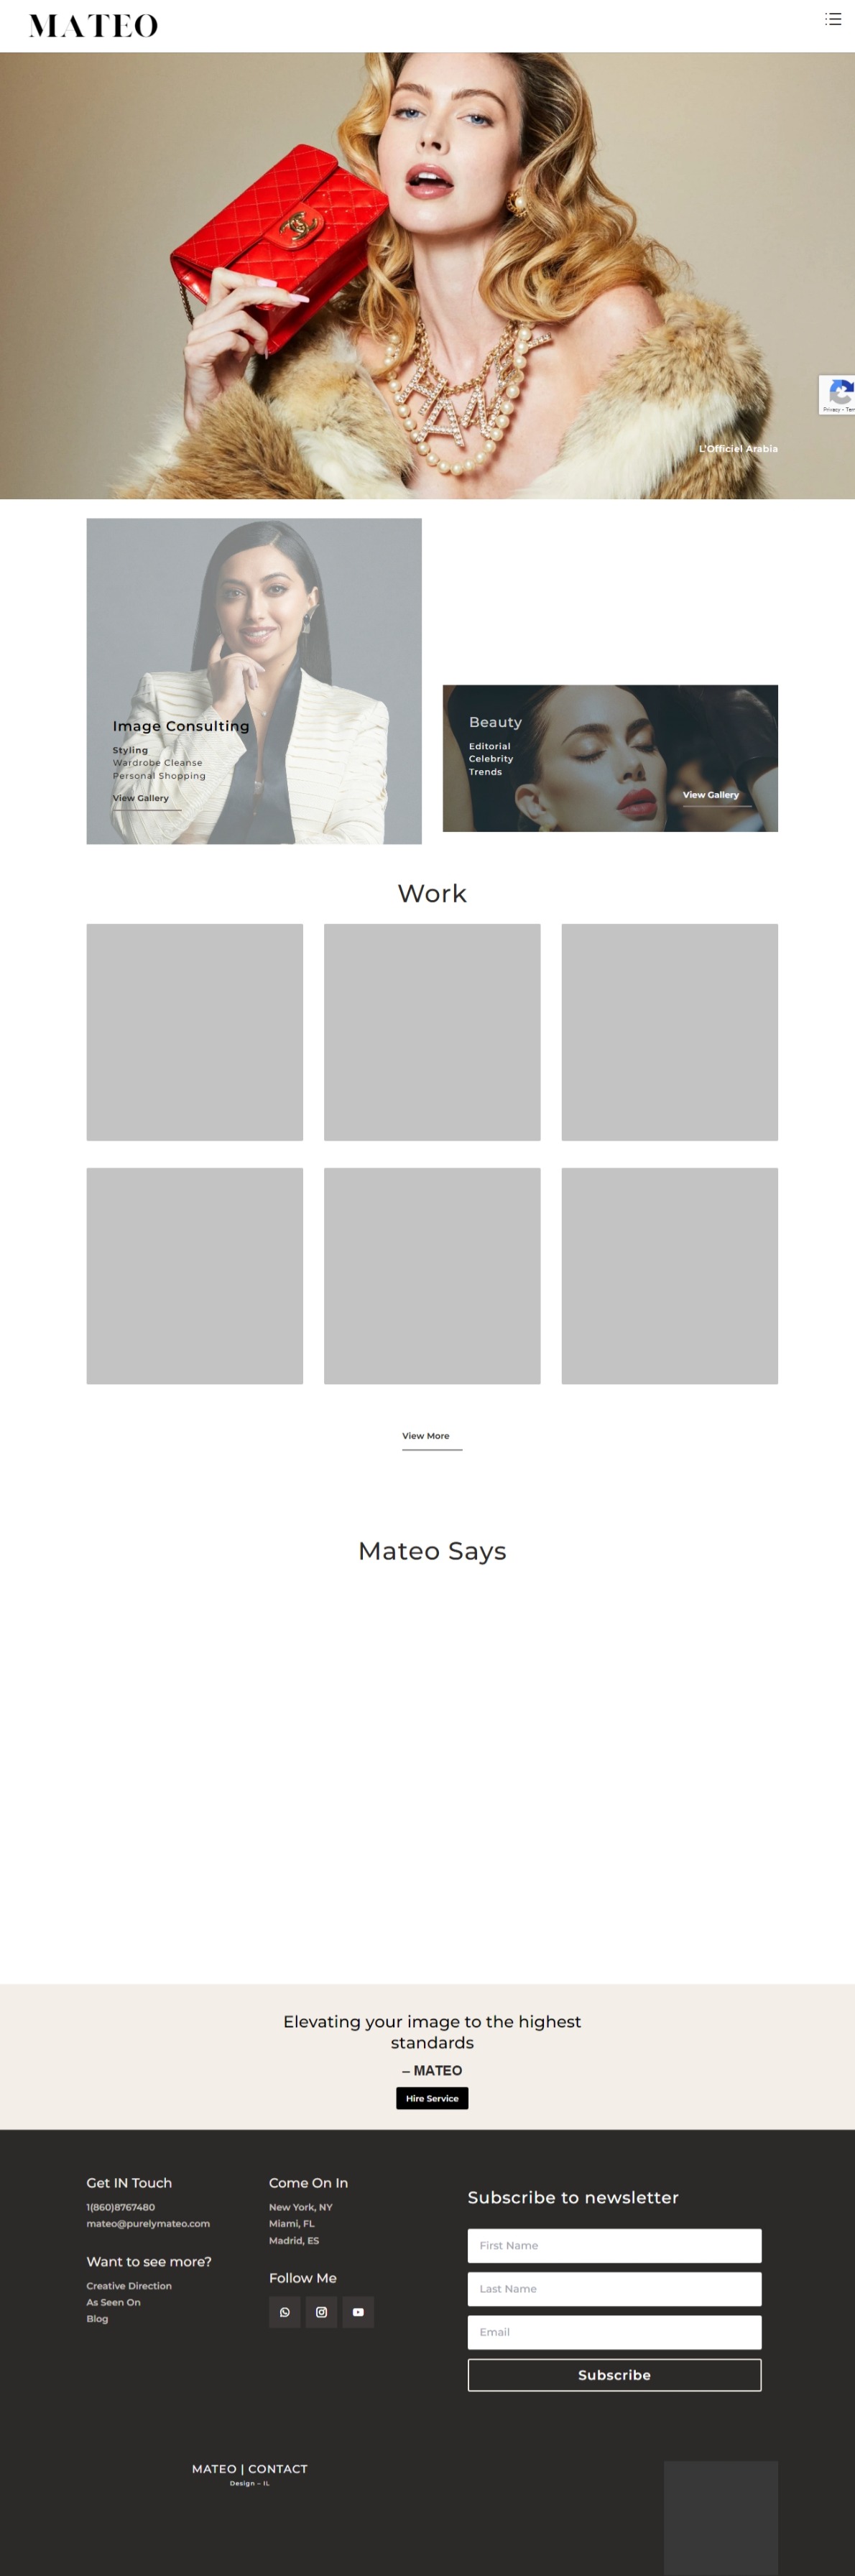 MATEO
Privacy - Ter
L'Officiel Arabia
Image Consulting
Styling
Wardrobe Cleanse
Personal Shopping
View Gallery
Beauty
Editorial
Celebrity
Trends
View Gallery
Work
View More
Mateo Says
Elevating your image to the highest
standards
– MATEO
Hire Service
Get IN Touch
1(860)8767480
mateo@purelymateo.com
Want to see more?
Creative Direction
As Seen On
Blog
Come On In
New York, NY
Miami, FL
Madrid, ES
Follow Me
Subscribe to newsletter
First Name
Last Name
Email
Subscribe
MATEO | CONTACT
Design – IL